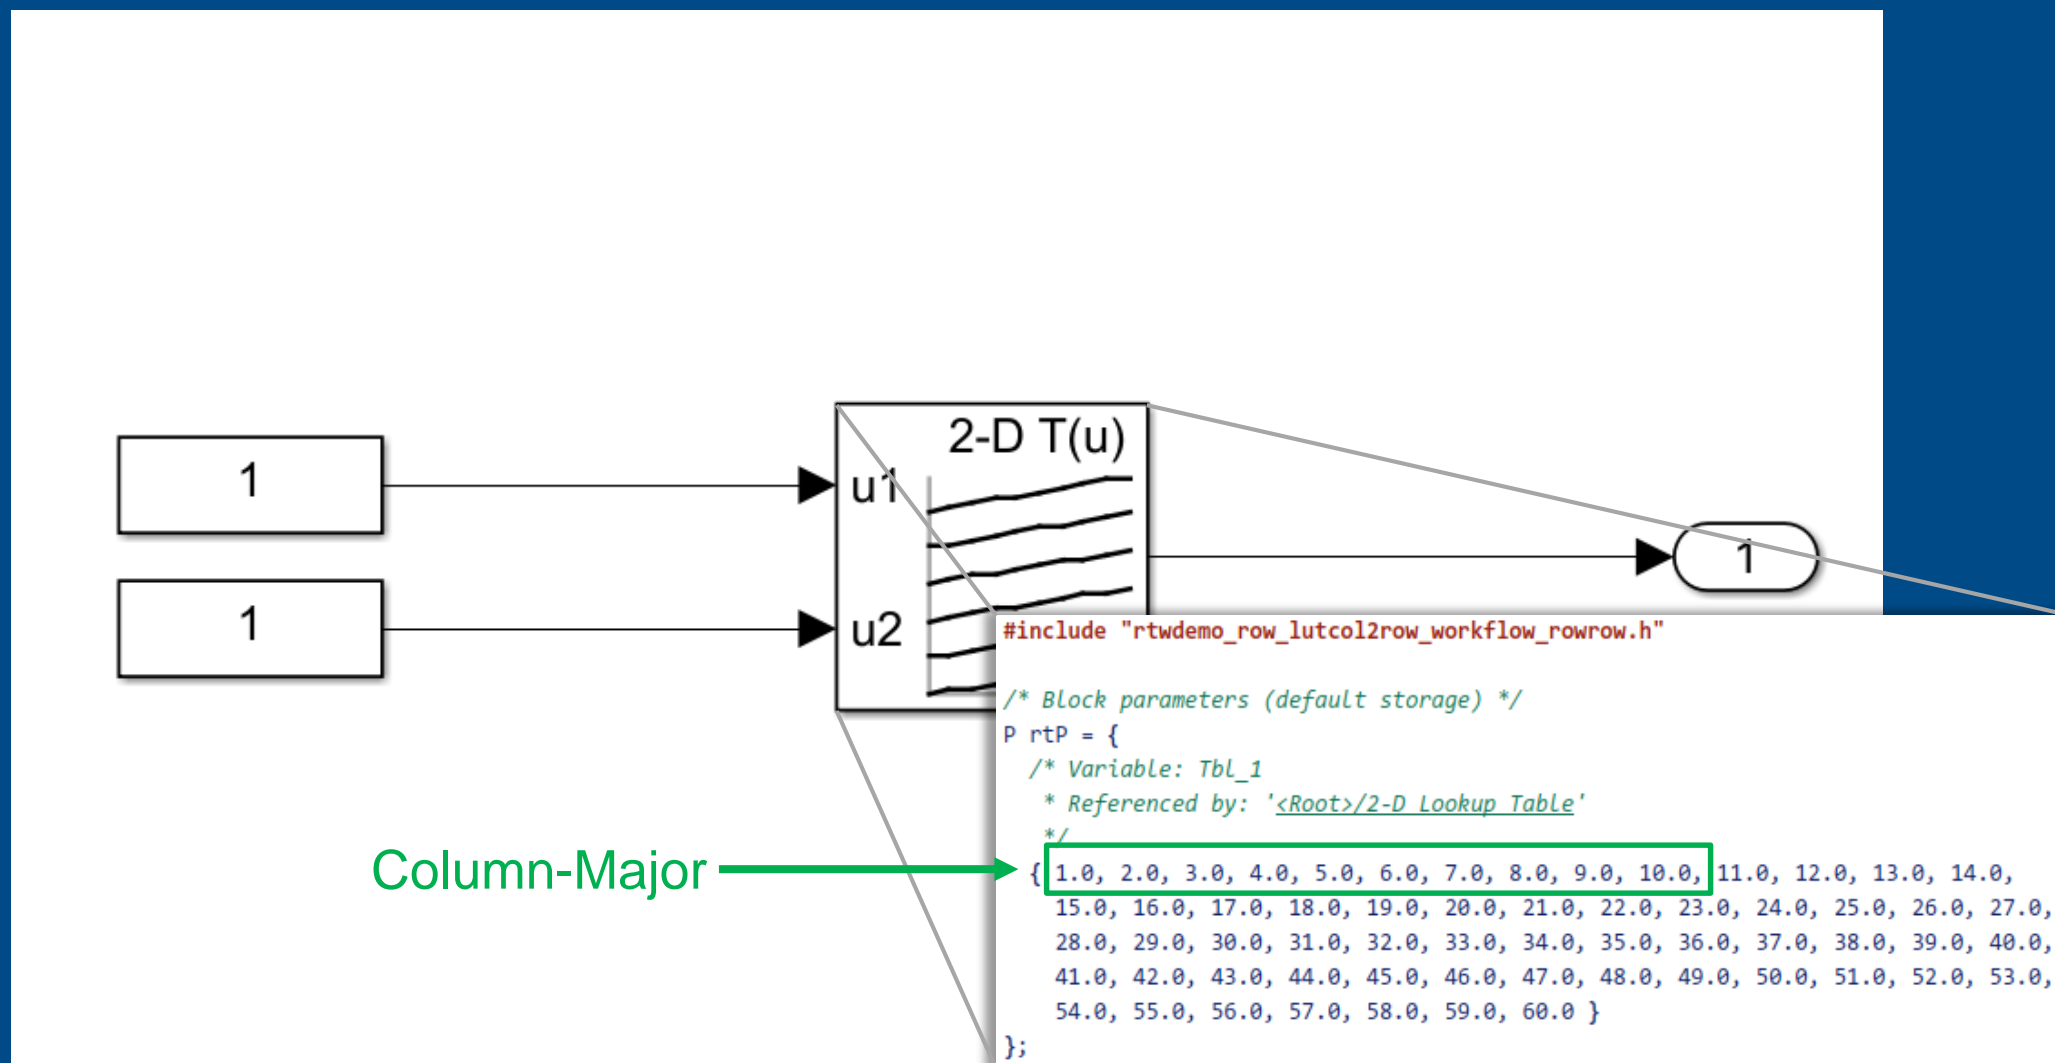 1
1
2-D T(u)
u1
u2
1
#include "rtwdemo_row_lutcol2row_workflow_rowrow.h"
/* Block parameters (default storage) */
P rtP = {
/* Variable: Tbl_1
* Referenced by: '<Root>/2-D Lookup Table'
*/
Column-Major
{ 1.0, 2.0, 3.0, 4.0, 5.0, 6.0, 7.0, 8.0, 9.0, 10.0, 11.0, 12.0, 13.0, 14.0,
15.0, 16.0, 17.0, 18.0, 19.0, 20.0, 21.0, 22.0, 23.0, 24.0, 25.0, 26.0, 27.0,
28.0, 29.0, 30.0, 31.0, 32.0, 33.0, 34.0, 35.0, 36.0, 37.0, 38.0, 39.0, 40.0,
41.0, 42.0, 43.0, 44.0, 45.0, 46.0, 47.0, 48.0, 49.0, 50.0, 51.0, 52.0, 53.0,
54.0, 55.0, 56.0, 57.0, 58.0, 59.0, 60.0 }
};